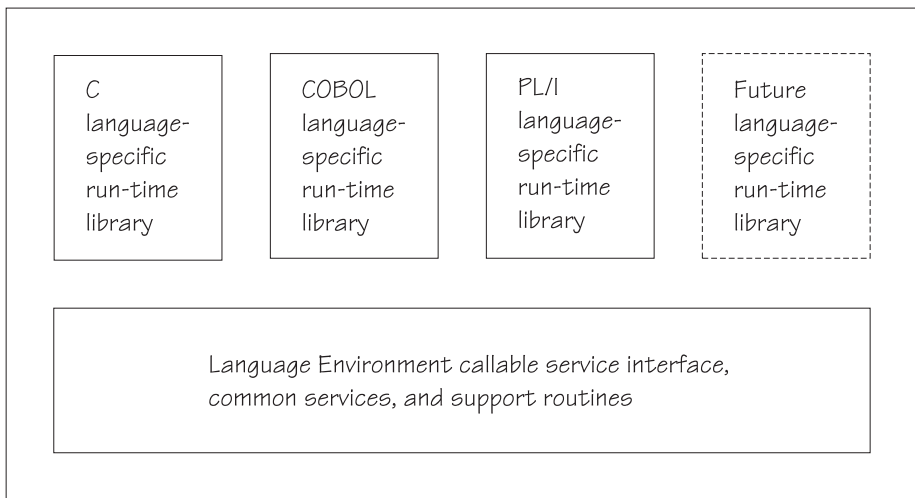 C
language-
specific
run-time
library
COBOL
language-
specific
run-time
library
PL/I
language-
specific
run-time
library
Future
language-
specific
run-time
library
Language Environment callable service interface,
common services, and support routines